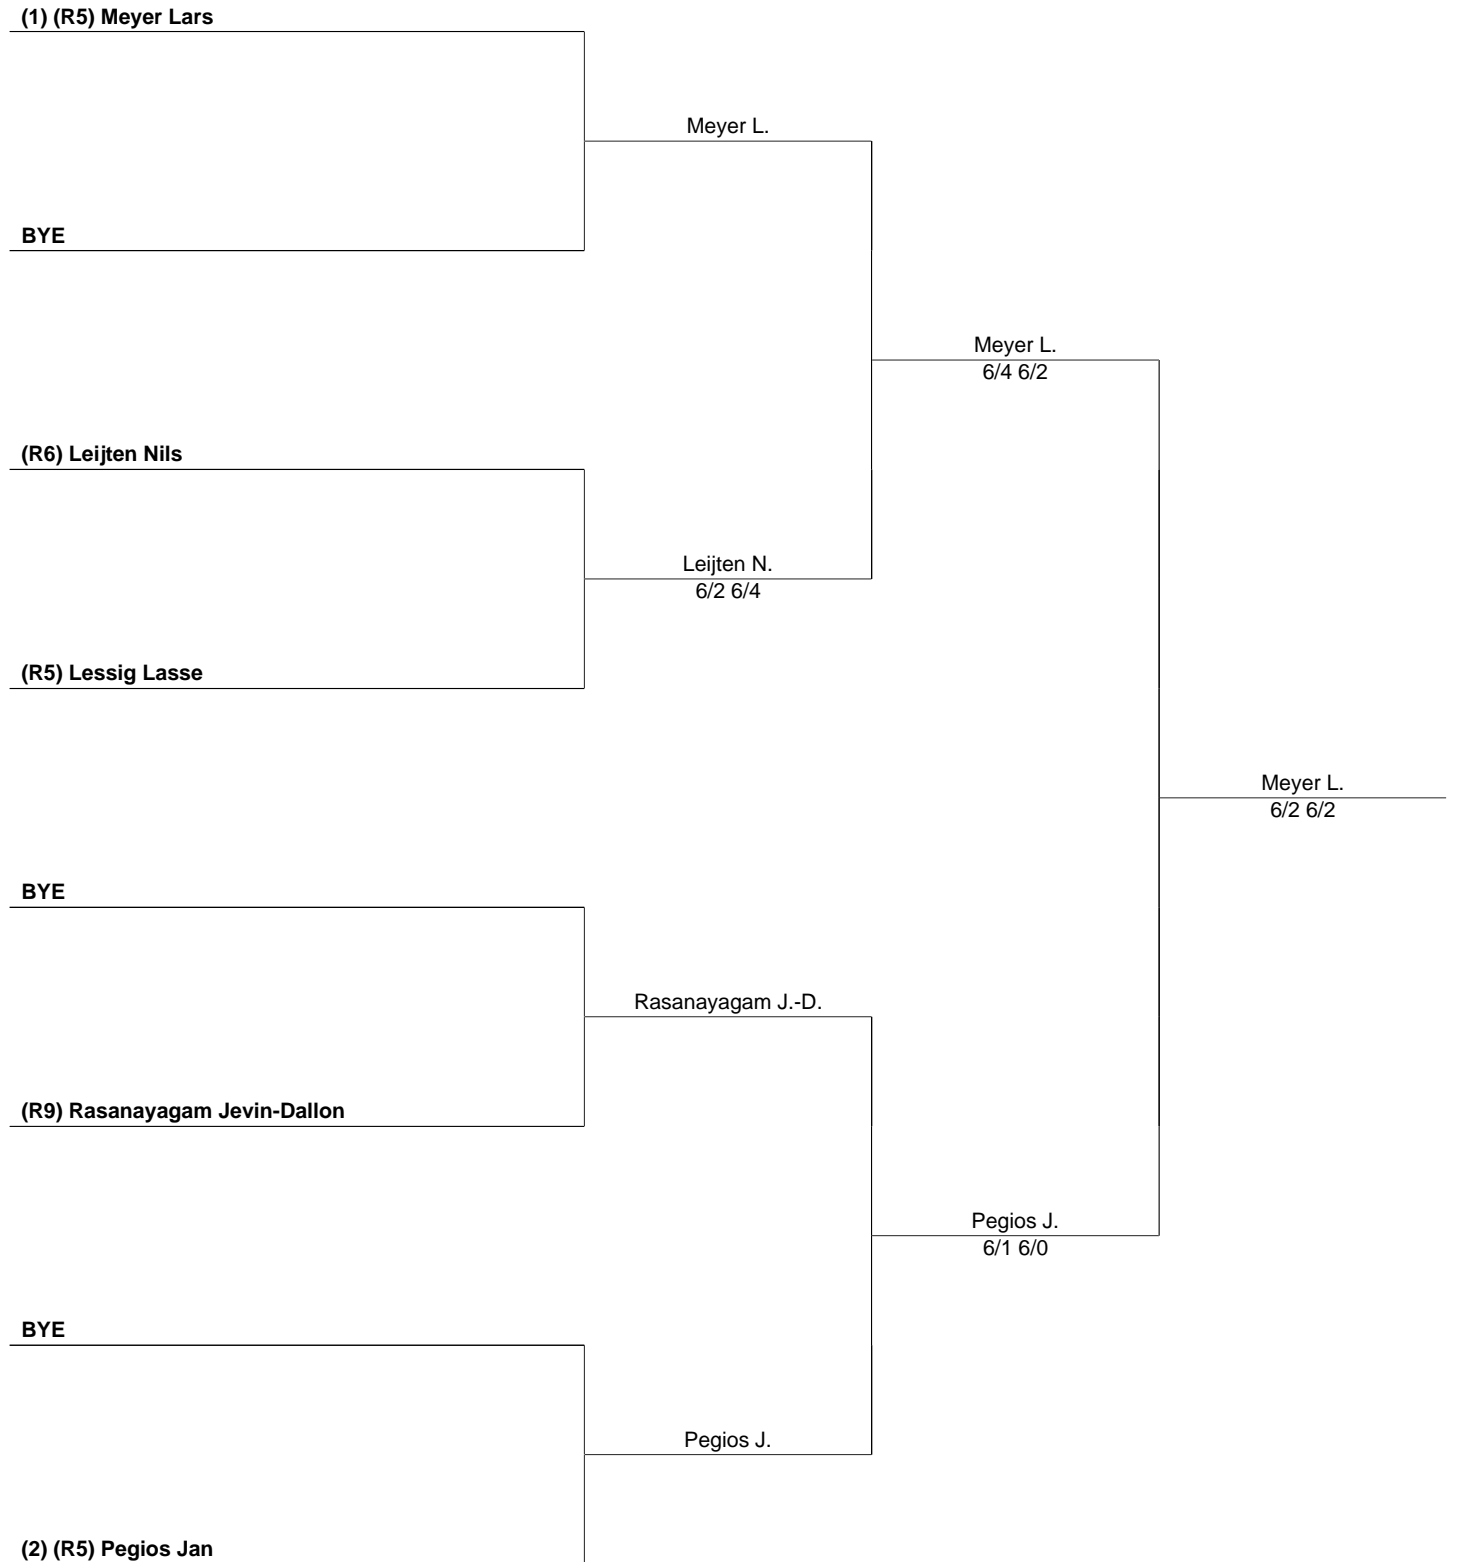 (1) (R5) Meyer Lars
Meyer L.
BYE
Meyer L.
6/4 6/2
(R6) Leijten Nils
Leijten N.
6/2 6/4
(R5) Lessig Lasse
Meyer L.
6/2 6/2
BYE
Rasanayagam J.-D.
(R9) Rasanayagam Jevin-Dallon
Pegios J.
6/1 6/0
BYE
Pegios J.
(2) (R5) Pegios Jan